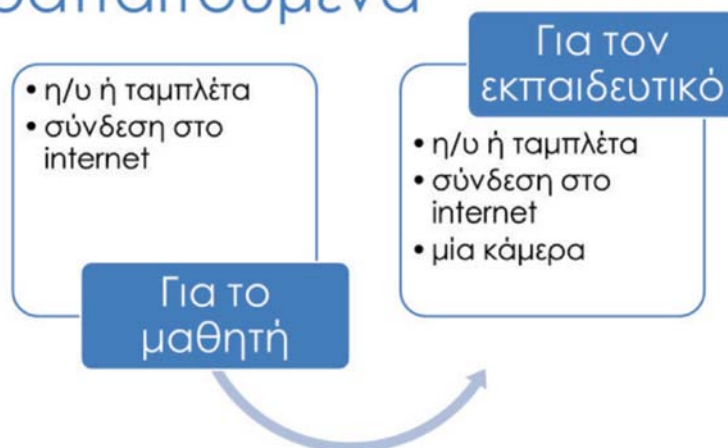 • η/υ ή ταμπλέτα
• σύνδεση στο
internet
Για το
μαθητή
Για τον
εκπαιδευτικό
• η/υ ή ταμπλέτα
• σύνδεση στο
internet
• μία κάμερα